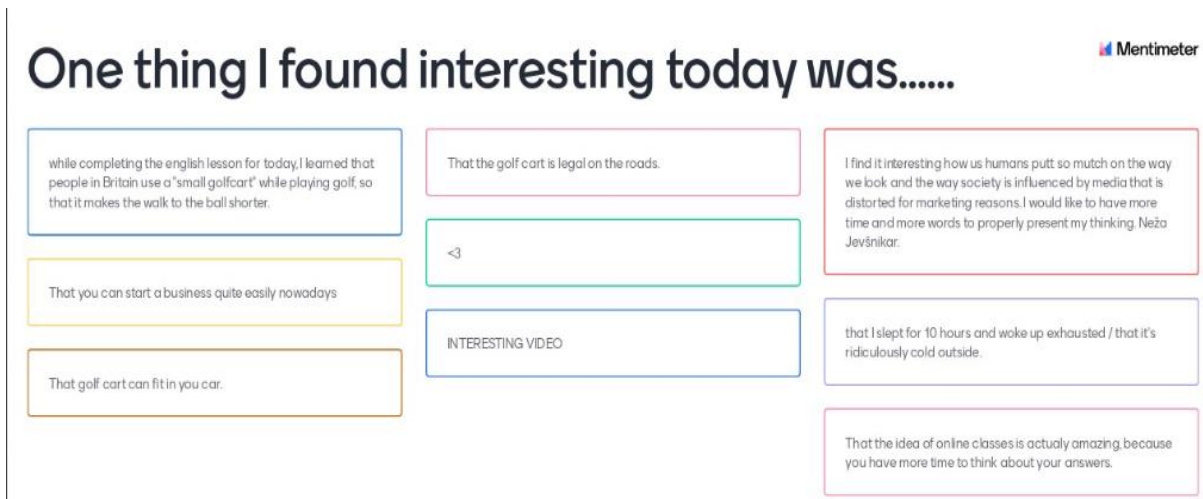 One thing I found interesting today was......
Mentimeter
while completing the english lesson for today, I learned that
people in Britain use a "small golfcart" while playing golf, so
that it makes the walk to the ball shorter.
That you can start a business quite easily nowadays
That golf cart can fit in you car.
That the golf cart is legal on the roads.
<3
INTERESTING VIDEO
I find it interesting how us humans putt so mutch on the way
we look and the way society is influenced by media that is
distorted for marketing reasons. I would like to have more
time and more words to properly present my thinking. Neža
Jevšnikar.
that I slept for 10 hours and woke up exhausted / that it's
ridiculously cold outside.
That the idea of online classes is actualy amazing, because
you have more time to think about your answers.